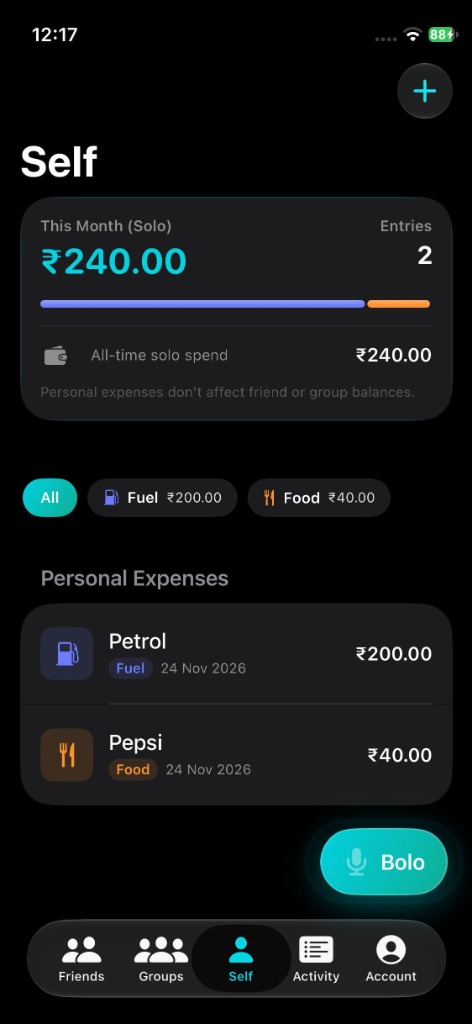 12:17
88
Self
This Month (Solo)
Entries
₹240.00
2
All-time solo spend
₹240.00
Personal expenses don't affect friend or group balances.
All
Fuel ₹200.00
Food ₹40.00
Personal Expenses
Petrol
₹200.00
Fuel 24 Nov 2026
Pepsi
₹40.00
Food 24 Nov 2026
Bolo
Friends
Groups
Self
Activity
Account